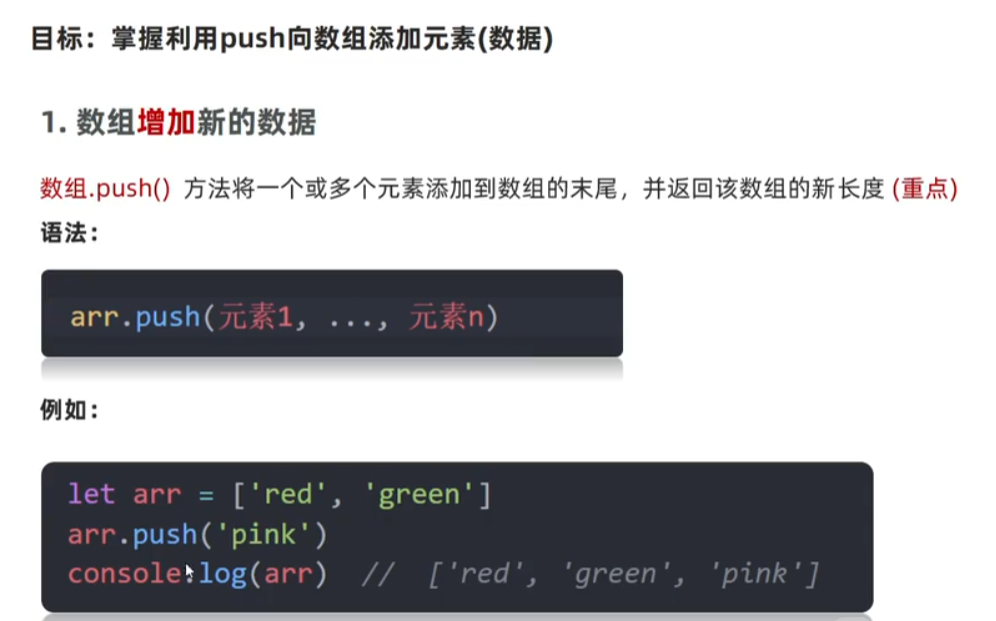 目标：掌握利用push向数组添加元素(数据)
1. 数组增加新的数据
数组.push() 方法将一个或多个元素添加到数组的末尾，并返回该数组的新长度 (重点)
语法：
arr.push(元素1, ..., 元素n)
例如：
let arr = ['red', 'green']
arr.push('pink')
console.log(arr) // ['red', 'green', 'pink']